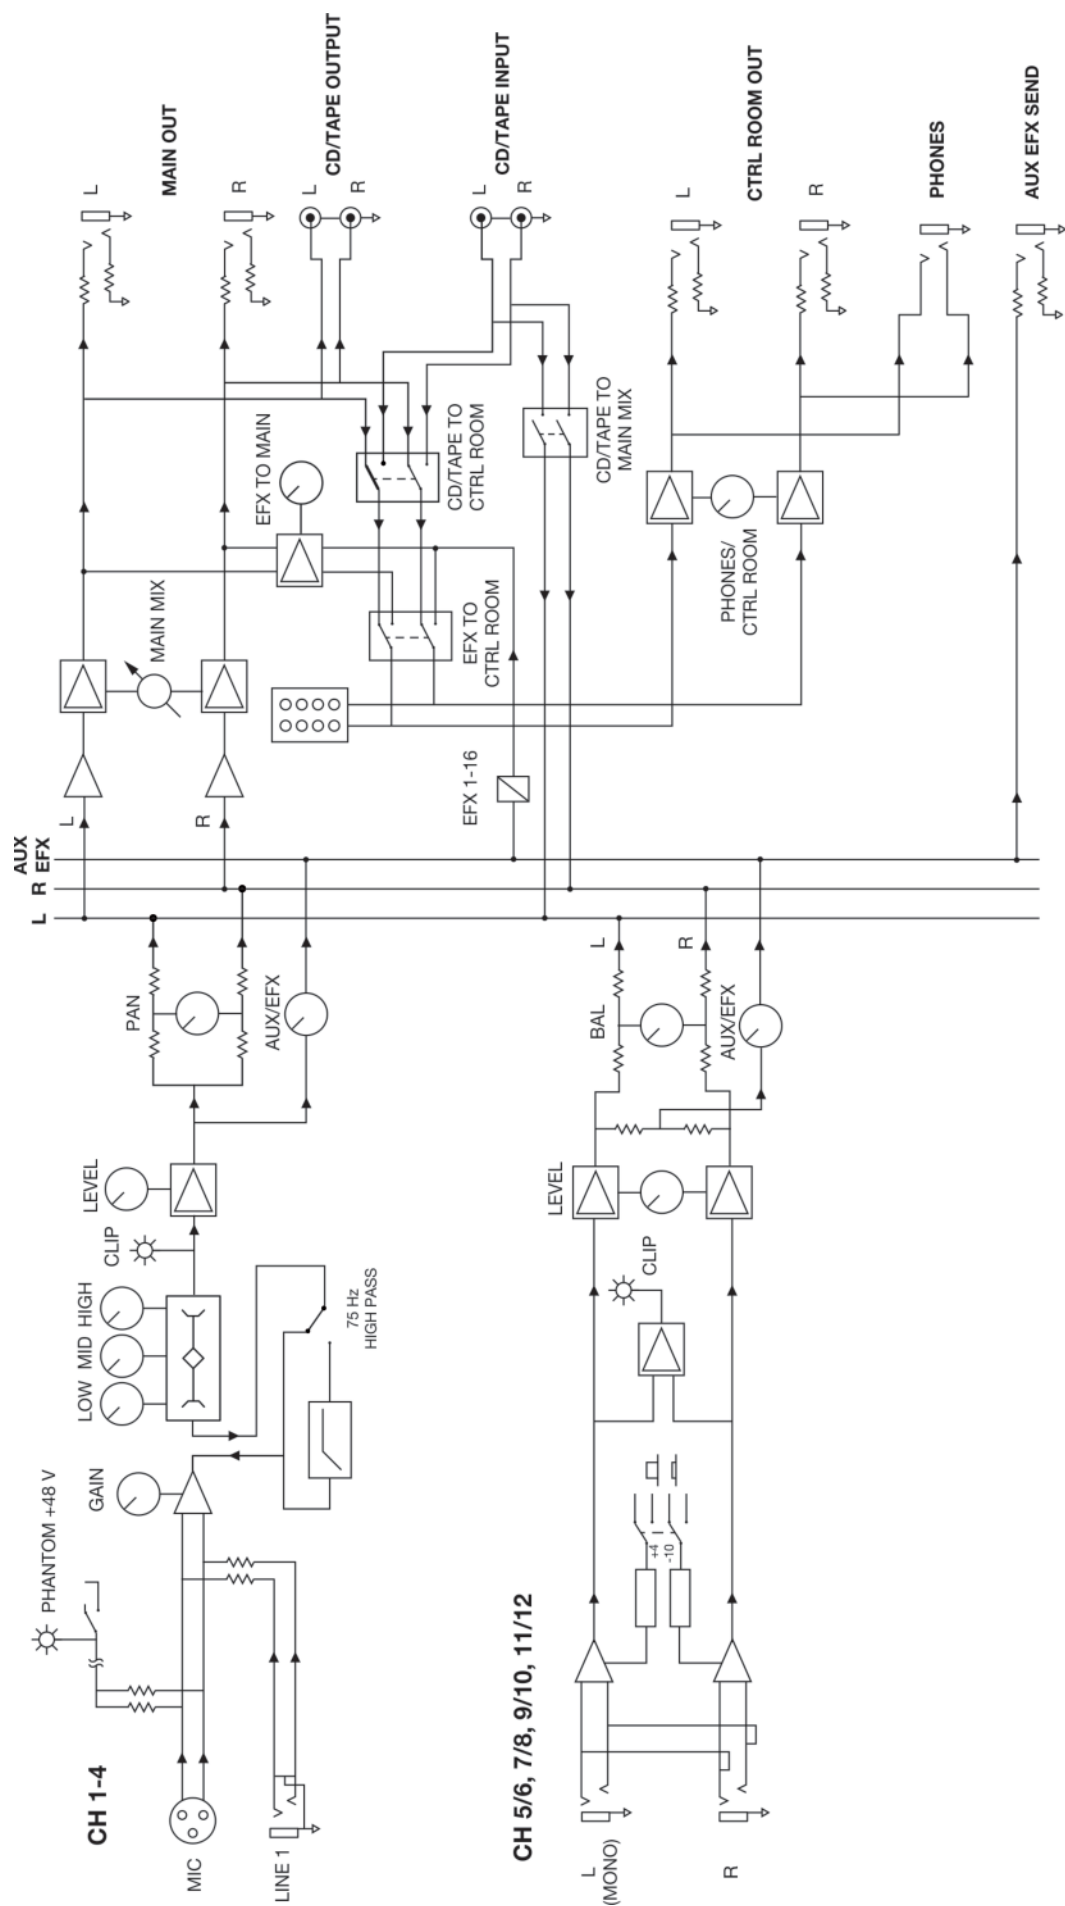 CH 1-4
MIC
LINE 1
PHANTOM +48 V
GAIN
LOW
MID
HIGH
75 Hz
HIGH PASS
CLIP
LEVEL
PAN
AUX/EFX
CH 5/6, 7/8, 9/10, 11/12
L
(MONO)
R
+4
-10
CLIP
LEVEL
BAL
AUX/EFX
L
R
L
R
AUX
EFX
L
R
MAIN MIX
EFX TO MAIN
EFX 1-16
EFX TO
CTRL ROOM
CD/TAPE TO
CTRL ROOM
CD/TAPE TO
MAIN MIX
PHONES/
CTRL ROOM
L
MAIN OUT
R
CD/TAPE OUTPUT
L
R
CD/TAPE INPUT
L
R
L
CTRL ROOM OUT
R
PHONES
AUX EFX SEND